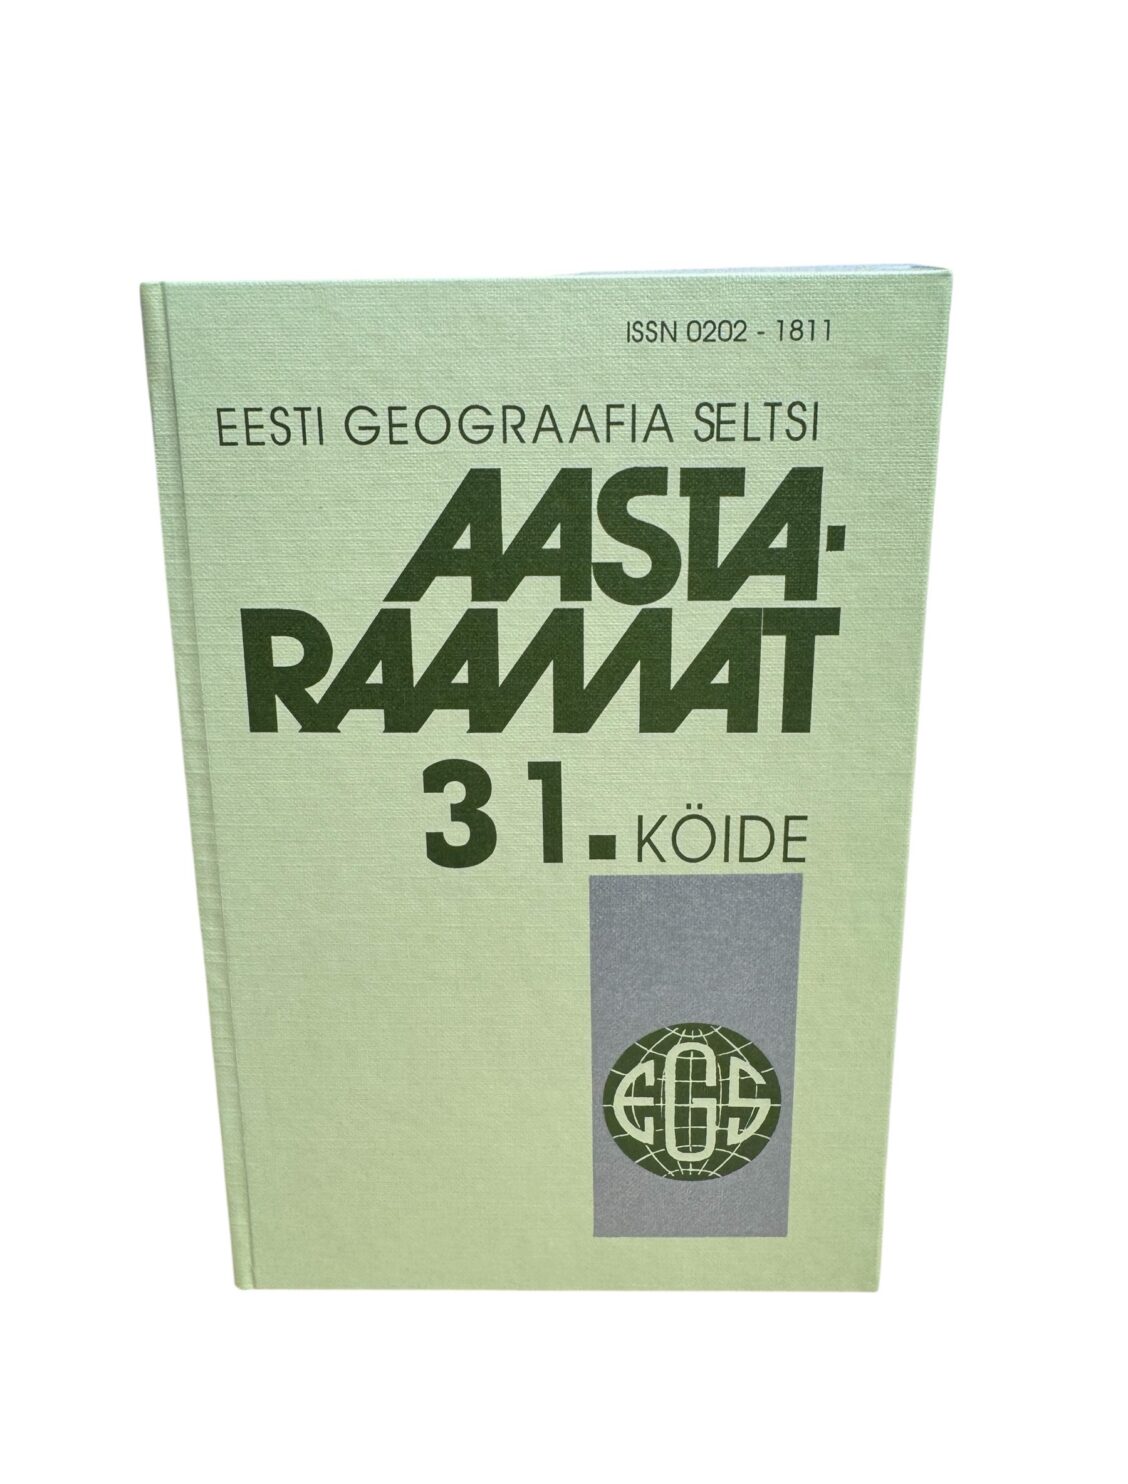 ISSN 0202 - 1811
EESTI GEOGRAAFIA SELTSI
AASTA-
RAAMAT
31. KÖIDE
EGS